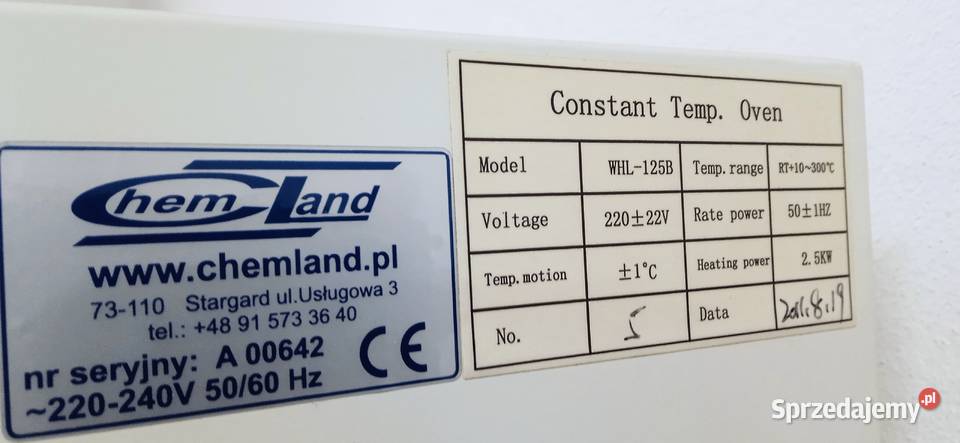 Chem Land
www.chemland.pl
73-110 Stargard ul.Usługowa 3
tel.: +48 91 573 36 40
nr seryjny: A 00642
~220-240V 50/60 Hz
CE
Constant Temp. Oven
Model WHL-125B Temp.range RT+10~300℃
Voltage 220±22V Rate power 50±1HZ
Temp.motion ±1℃ Heating power 2.5KW
No. 5 Data
Sprzedajemy.pl